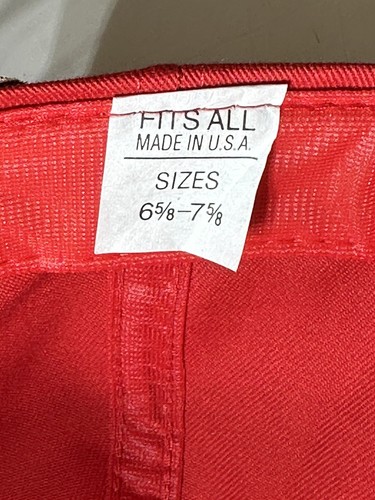 FITS ALL
MADE IN U.S.A.
SIZES
6⅝–7⅝